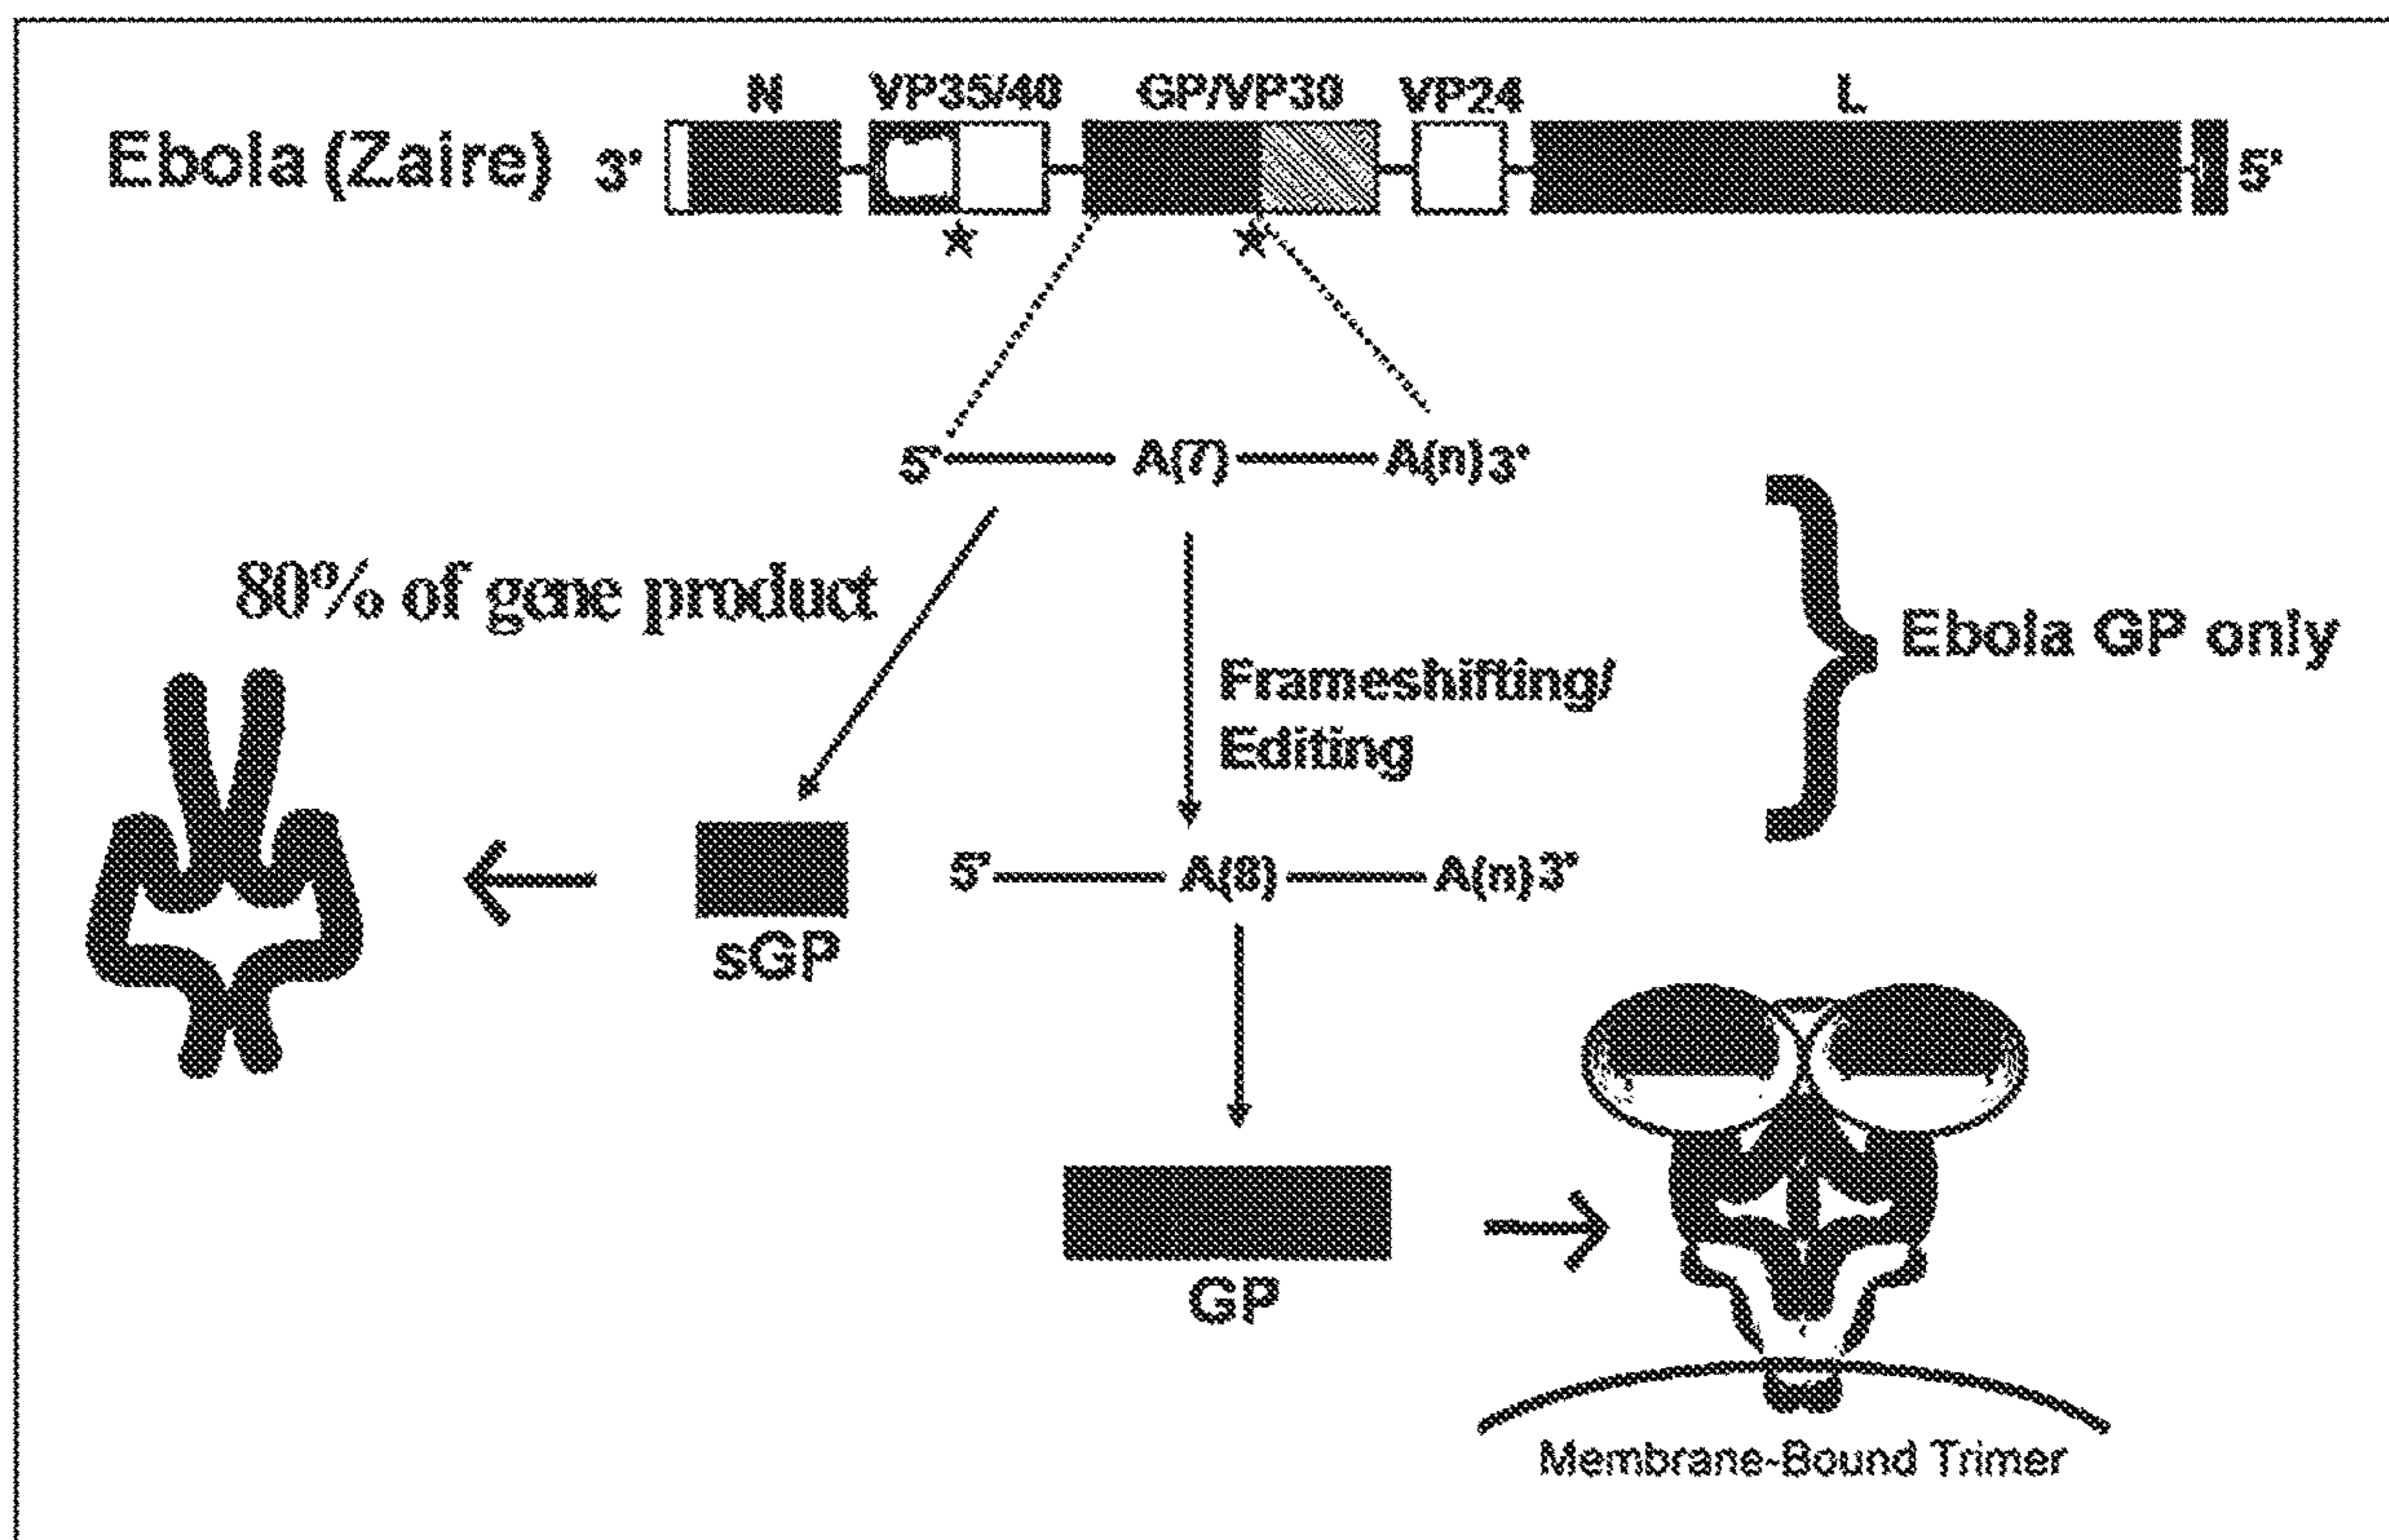 N VP35/40 GP/VP30 VP24 L
Ebola (Zaire) 3' 5'
5' A(7) A(n) 3'
80% of gene product
Ebola GP only
Frameshifting/
Editing
5' A(8) A(n) 3'
sGP
GP
Membrane-Bound Trimer